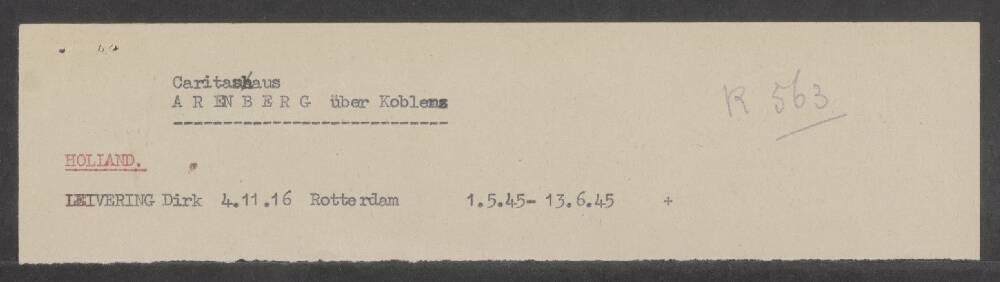 Caritashaus
A R E N B E R G über Koblenz
K 563
HOLLAND.
LEIVERING Dirk 4.11.16 Rotterdam 1.5.45- 13.6.45 +